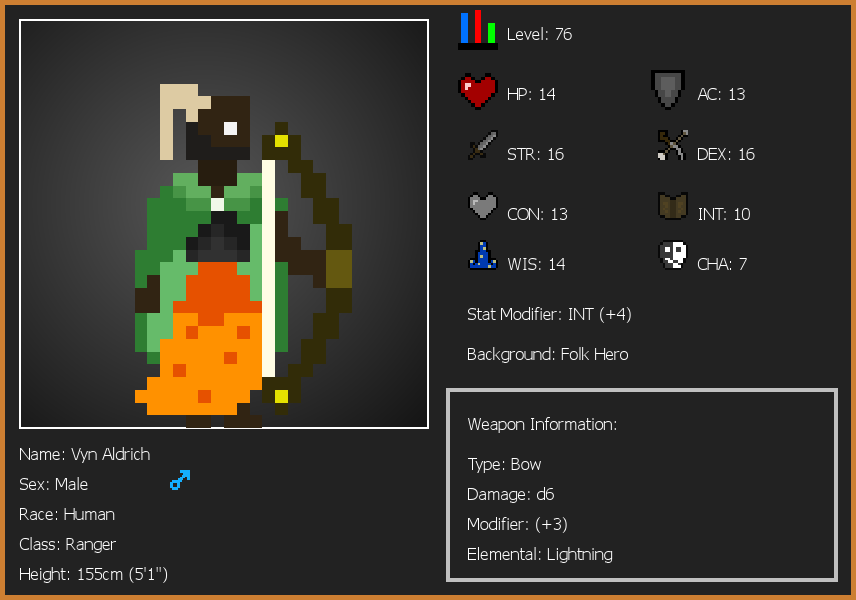 Level: 76
HP: 14
AC: 13
STR: 16
DEX: 16
CON: 13
INT: 10
WIS: 14
CHA: 7
Stat Modifier: INT (+4)
Background: Folk Hero
Weapon Information:
Type: Bow
Damage: d6
Modifier: (+3)
Elemental: Lightning
Name: Vyn Aldrich
Sex: Male
Race: Human
Class: Ranger
Height: 155cm (5'1")